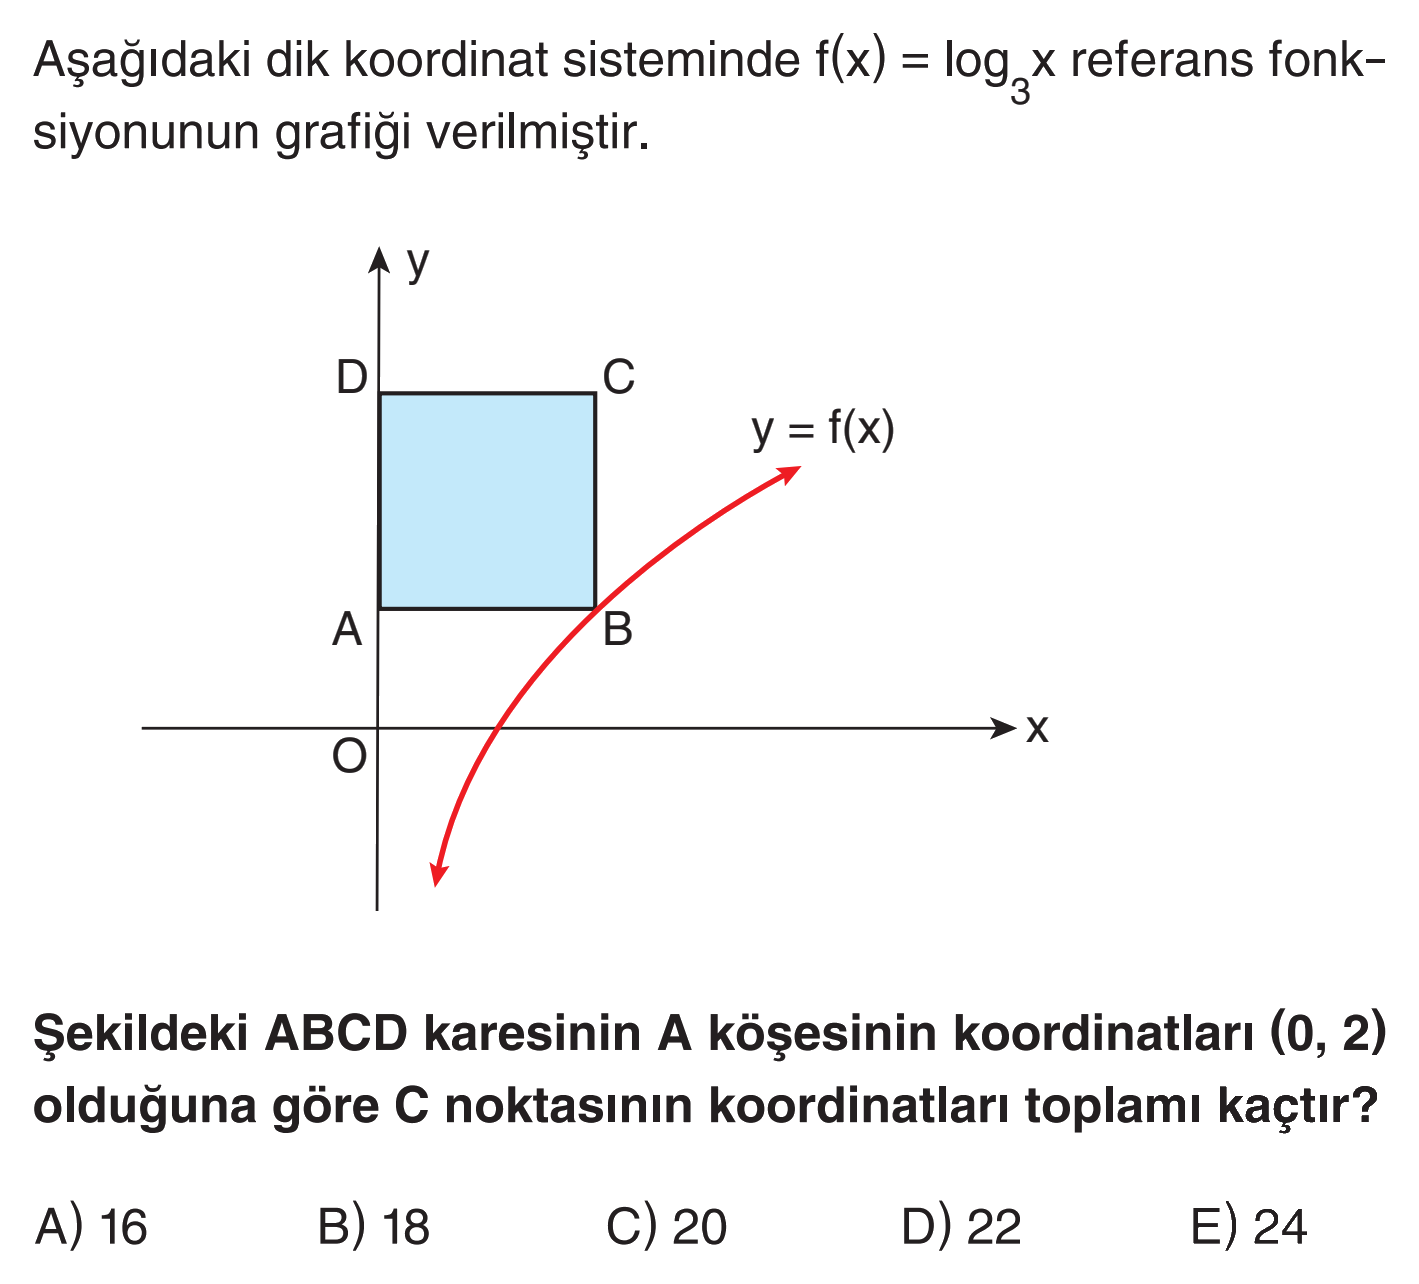 Aşağıdaki dik koordinat sisteminde f(x) = log₃x referans fonk-
siyonunun grafiği verilmiştir.
y
D
C
y = f(x)
A
B
x
O
Şekildeki ABCD karesinin A köşesinin koordinatları (0, 2)
olduğuna göre C noktasının koordinatları toplamı kaçtır?
A) 16 B) 18 C) 20 D) 22 E) 24